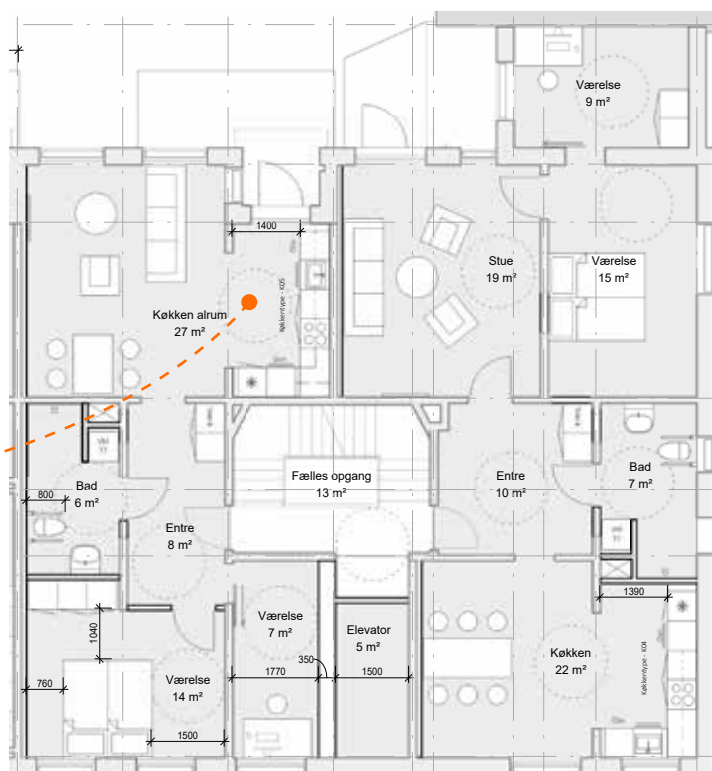 Værelse
9 m²
1400
Køkkentype - K05
Stue
19 m²
Værelse
15 m²
Køkken alrum
27 m²
Fælles opgang
13 m²
Entre
10 m²
Bad
7 m²
800
Bad
6 m²
Entre
8 m²
1040
760
Værelse
14 m²
1500
Værelse
7 m²
1770
350
Elevator
5 m²
1500
Køkken
22 m²
1390
Køkkentype - K04